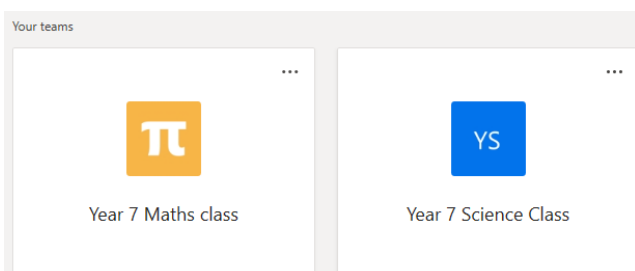 Your teams
π
YS
Year 7 Maths class
Year 7 Science Class